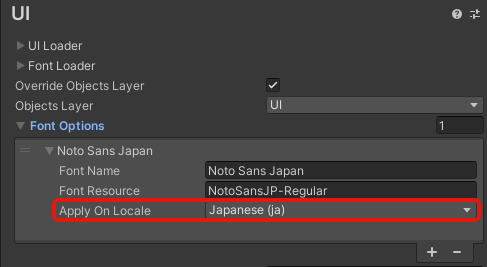 UI
UI Loader
Font Loader
Override Objects Layer
Objects Layer UI
Font Options 1
Noto Sans Japan
Font Name Noto Sans Japan
Font Resource NotoSansJP-Regular
Apply On Locale Japanese (ja)